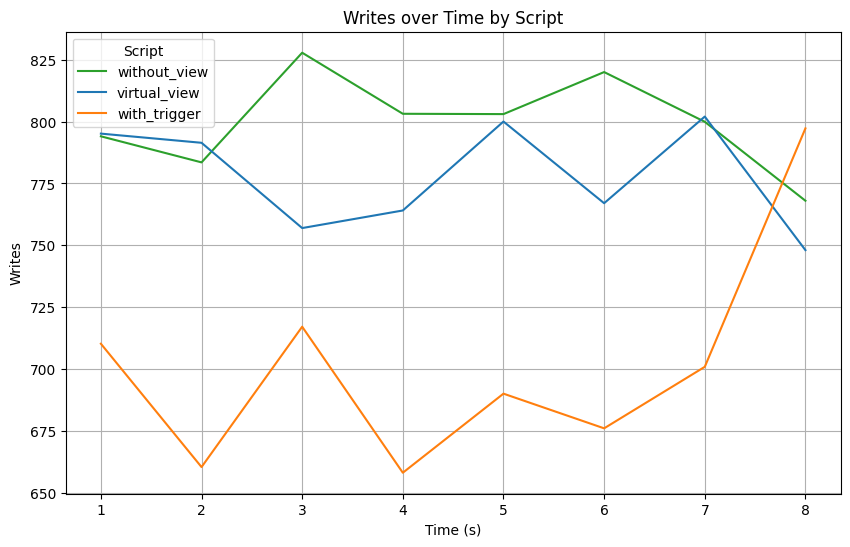 Writes over Time by Script
Script
without_view
virtual_view
with_trigger
Writes
825
800
775
750
725
700
675
650
1 2 3 4 5 6 7 8
Time (s)